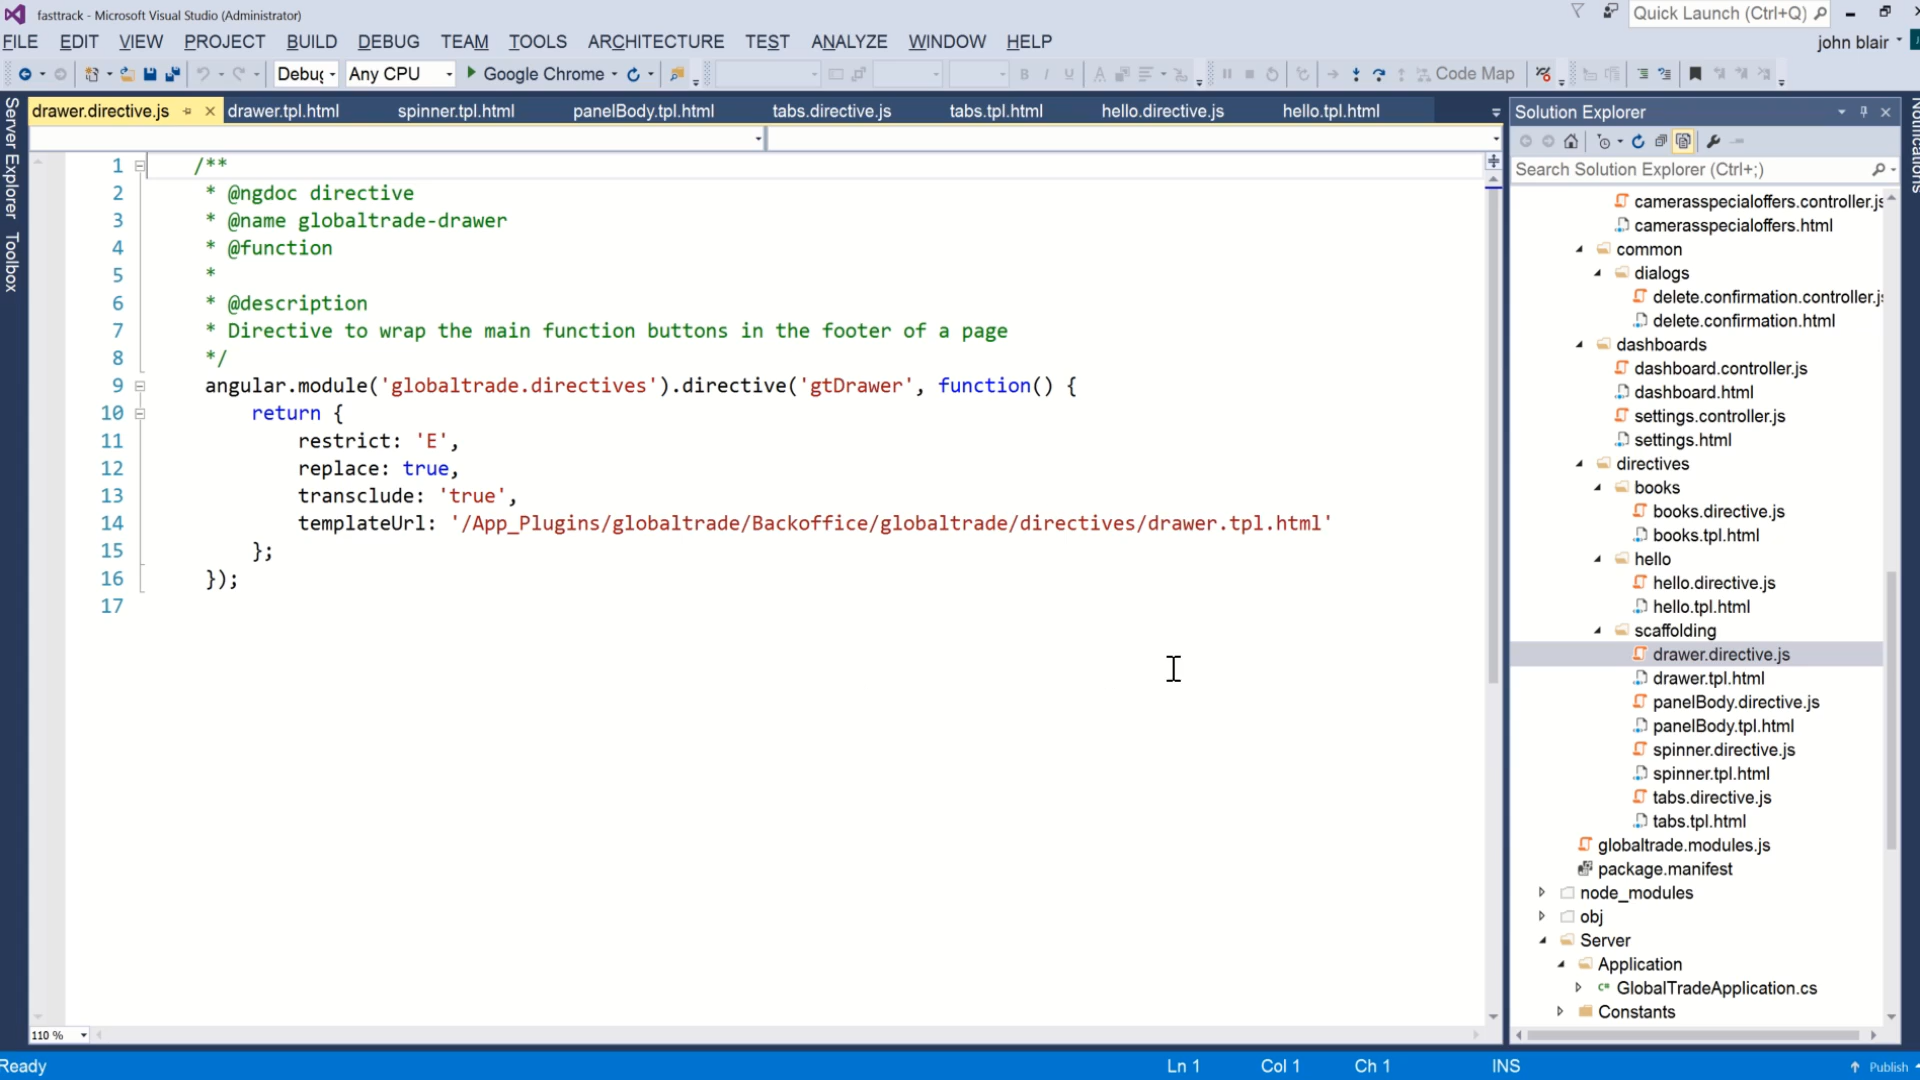 fasttrack - Microsoft Visual Studio (Administrator)
Quick Launch (Ctrl+Q)
FILE EDIT VIEW PROJECT BUILD DEBUG TEAM TOOLS ARCHITECTURE TEST ANALYZE WINDOW HELP
john blair
Debug Any CPU Google Chrome Code Map
drawer.directive.js drawer.tpl.html spinner.tpl.html panelBody.tpl.html tabs.directive.js tabs.tpl.html hello.directive.js hello.tpl.html
Server Explorer
Toolbox
1 /**
2 * @ngdoc directive
3 * @name globaltrade-drawer
4 * @function
5 *
6 * @description
7 * Directive to wrap the main function buttons in the footer of a page
8 */
9 angular.module('globaltrade.directives').directive('gtDrawer', function() {
10 return {
11 restrict: 'E',
12 replace: true,
13 transclude: 'true',
14 templateUrl: '/App_Plugins/globaltrade/Backoffice/globaltrade/directives/drawer.tpl.html'
15 };
16 });
17
110 %
Solution Explorer
Search Solution Explorer (Ctrl+;)
camerasspecialoffers.controller.js
camerasspecialoffers.html
common
dialogs
delete.confirmation.controller.js
delete.confirmation.html
dashboards
dashboard.controller.js
dashboard.html
settings.controller.js
settings.html
directives
books
books.directive.js
books.tpl.html
hello
hello.directive.js
hello.tpl.html
scaffolding
drawer.directive.js
drawer.tpl.html
panelBody.directive.js
panelBody.tpl.html
spinner.directive.js
spinner.tpl.html
tabs.directive.js
tabs.tpl.html
globaltrade.modules.js
package.manifest
node_modules
obj
Server
Application
GlobalTradeApplication.cs
Constants
Notifications
Ready Ln 1 Col 1 Ch 1 INS Publish